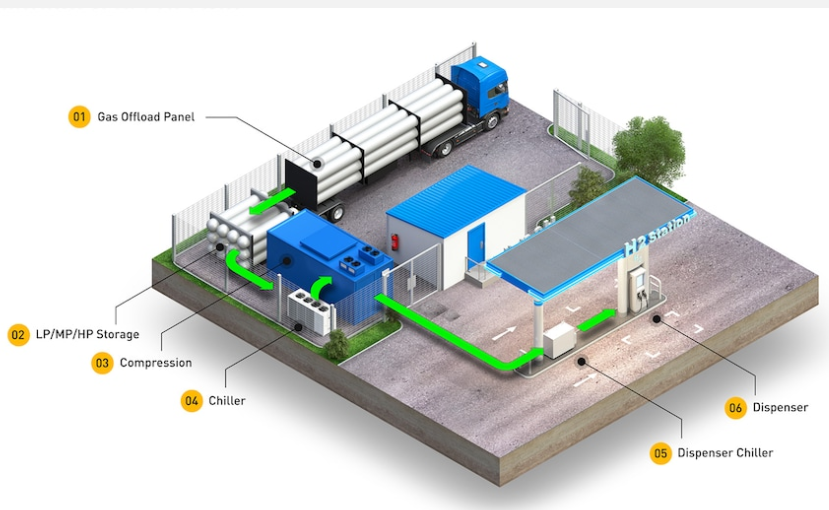 01 Gas Offload Panel
H2 Station
02 LP/MP/HP Storage
03 Compression
04 Chiller
06 Dispenser
05 Dispenser Chiller